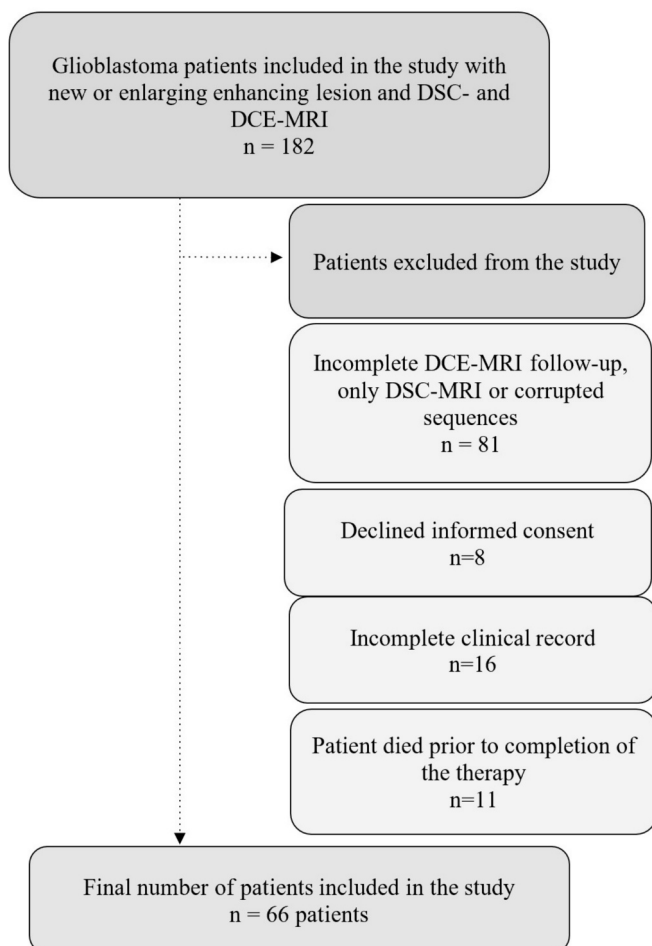 Glioblastoma patients included in the study with
new or enlarging enhancing lesion and DSC- and
DCE-MRI
n = 182
Patients excluded from the study
Incomplete DCE-MRI follow-up,
only DSC-MRI or corrupted
sequences
n = 81
Declined informed consent
n=8
Incomplete clinical record
n=16
Patient died prior to completion of
the therapy
n=11
Final number of patients included in the study
n = 66 patients